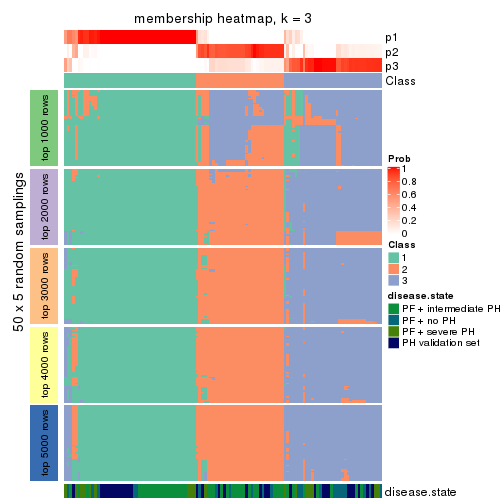 membership heatmap, k = 3
p1
p2
p3
Class
50 x 5 random samplings
top 1000 rows
top 2000 rows
top 3000 rows
top 4000 rows
top 5000 rows
Prob
1
0.8
0.6
0.4
0.2
0
Class
1
2
3
disease.state
PF + intermediate PH
PF + no PH
PF + severe PH
PH validation set
disease.state